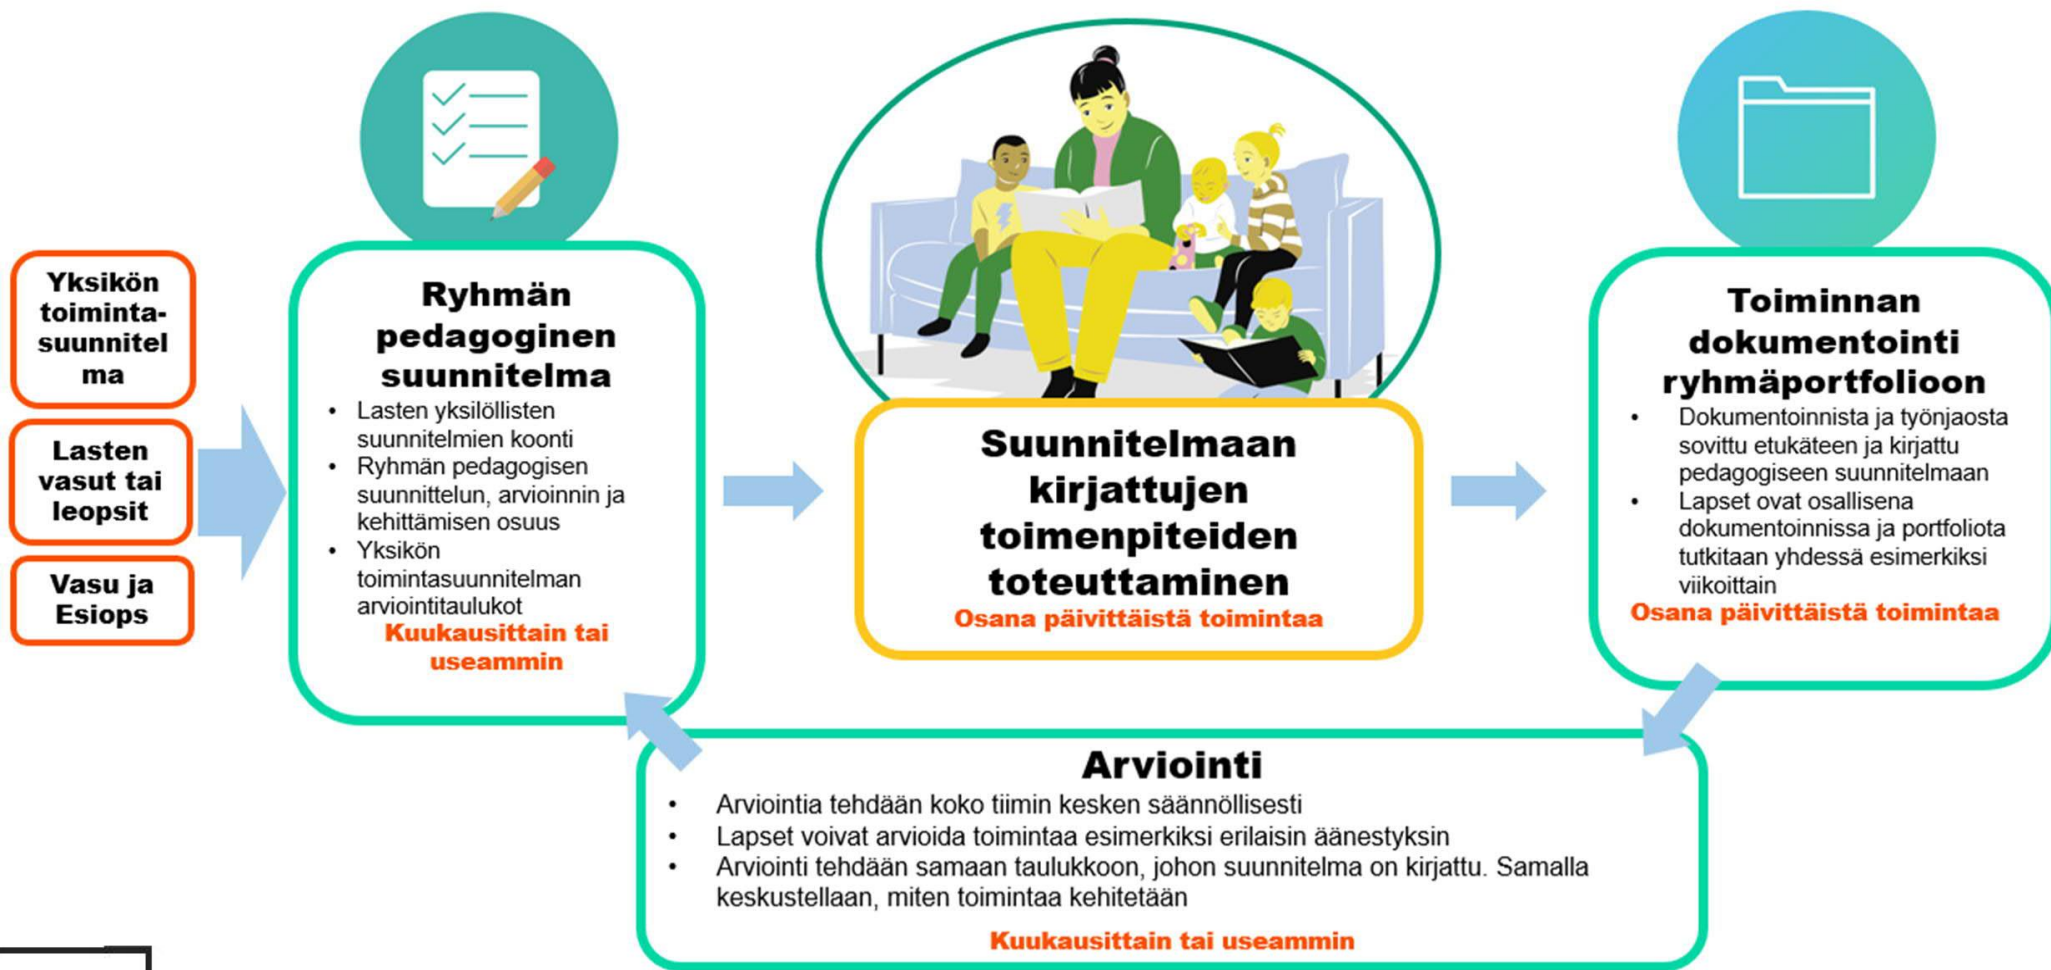 Yksikön
toiminta-
suunnitel
ma
Lasten
vasut tai
leopsit
Vasu ja
Esiops
Ryhmän
pedagoginen
suunnitelma
• Lasten yksilöllisten
suunnitelmien koonti
• Ryhmän pedagogisen
suunnittelun, arvioinnin ja
kehittämisen osuus
• Yksikön
toimintasuunnitelman
arviointitaulukot
Kuukausittain tai
useammin
Suunnitelmaan
kirjattujen
toimenpiteiden
toteuttaminen
Osana päivittäistä toimintaa
Toiminnan
dokumentointi
ryhmäportfolioon
• Dokumentoinnista ja työnjaosta
sovittu etukäteen ja kirjattu
pedagogiseen suunnitelmaan
• Lapset ovat osallisena
dokumentoinnissa ja portfoliota
tutkitaan yhdessä esimerkiksi
viikoittain
Osana päivittäistä toimintaa
Arviointi
• Arviointia tehdään koko tiimin kesken säännöllisesti
• Lapset voivat arvioida toimintaa esimerkiksi erilaisin äänestyksin
• Arviointi tehdään samaan taulukkoon, johon suunnitelma on kirjattu. Samalla
keskustellaan, miten toimintaa kehitetään
Kuukausittain tai useammin